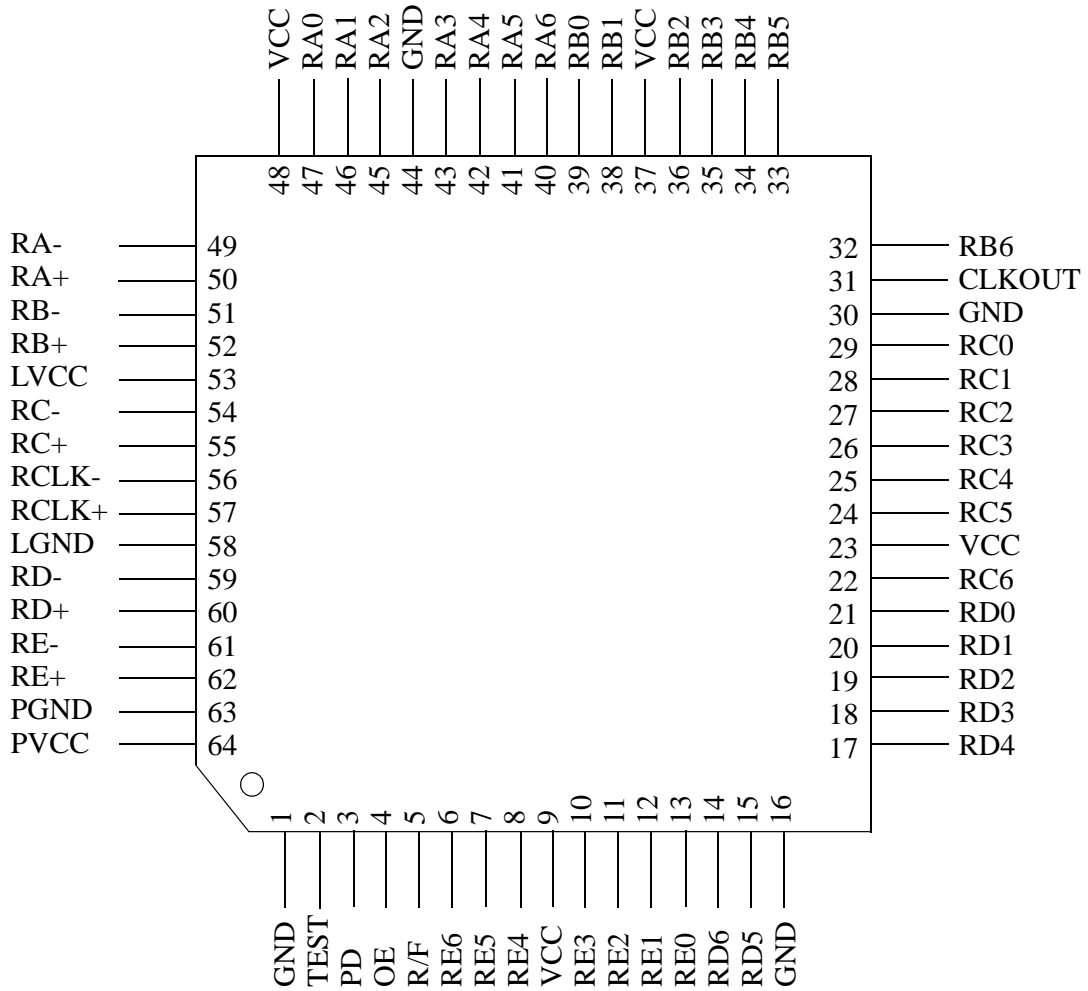 VCC RA0 RA1 RA2 GND RA3 RA4 RA5 RA6 RB0 RB1 VCC RB2 RB3 RB4 RB5
48 47 46 45 44 43 42 41 40 39 38 37 36 35 34 33
RA- 49 32 RB6
RA+ 50 31 CLKOUT
RB- 51 30 GND
RB+ 52 29 RC0
LVCC 53 28 RC1
RC- 54 27 RC2
RC+ 55 26 RC3
RCLK- 56 25 RC4
RCLK+ 57 24 RC5
LGND 58 23 VCC
RD- 59 22 RC6
RD+ 60 21 RD0
RE- 61 20 RD1
RE+ 62 19 RD2
PGND 63 18 RD3
PVCC 64 17 RD4
1 2 3 4 5 6 7 8 9 10 11 12 13 14 15 16
GND TEST PD OE R/F RE6 RE5 RE4 VCC RE3 RE2 RE1 RE0 RD6 RD5 GND